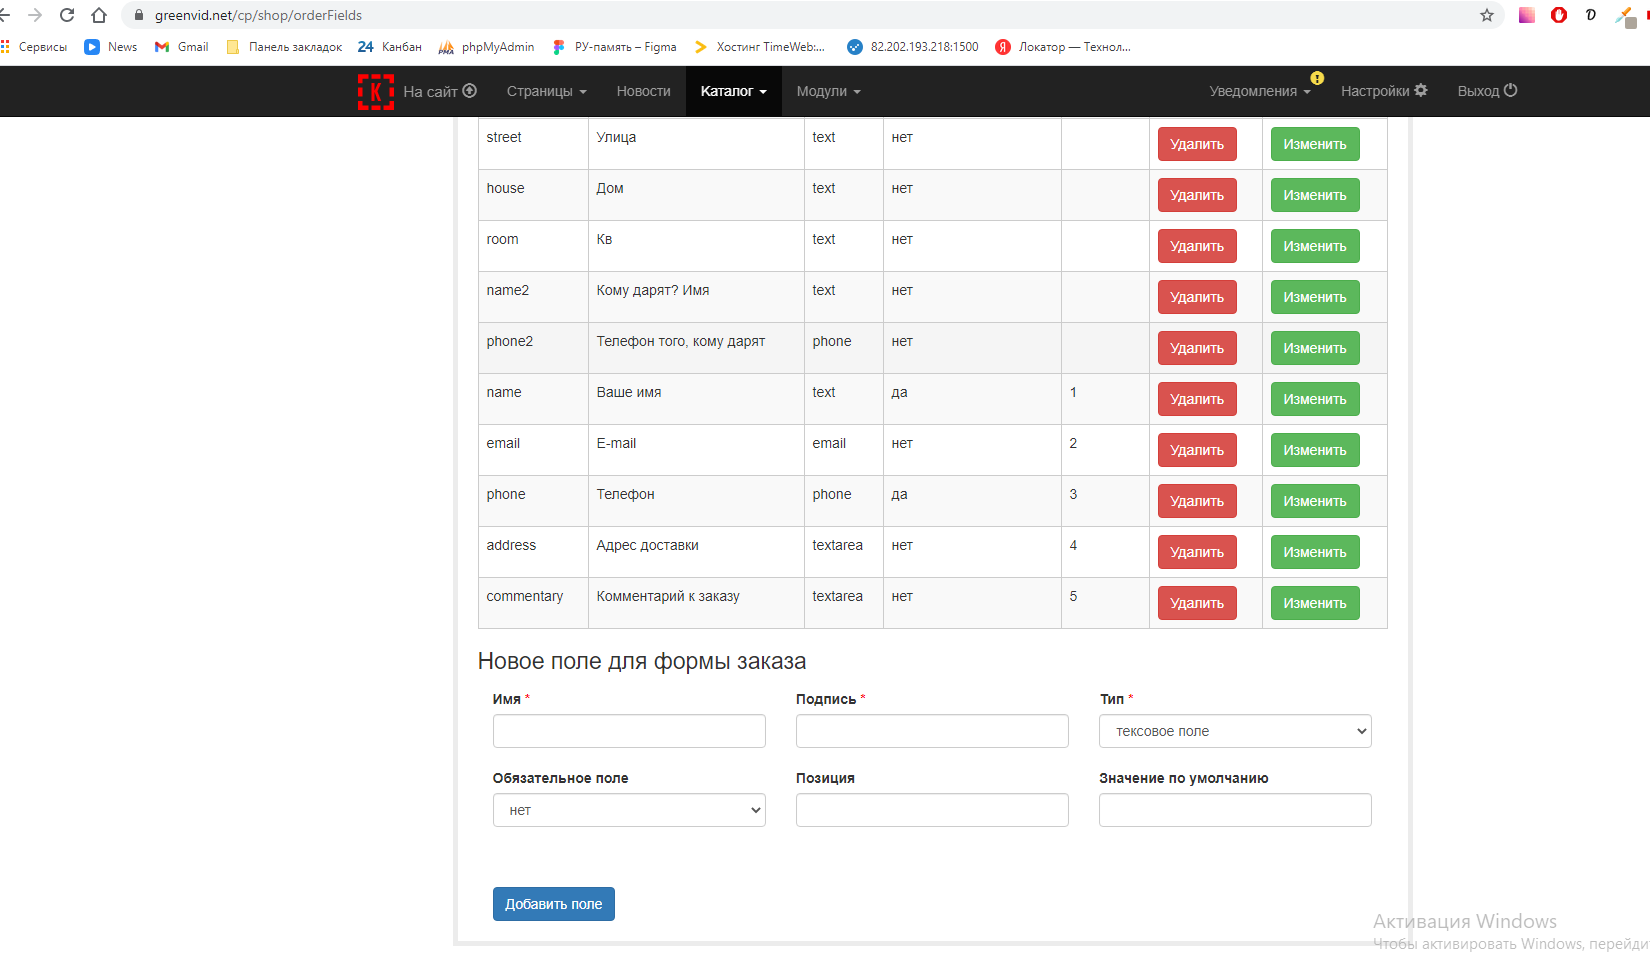 greenvid.net/cp/shop/orderFields
Сервисы News Gmail Панель закладок 24 Канбан phpMyAdmin РУ-память – Figma Хостинг TimeWeb:... 82.202.193.218:1500 Локатор — Технол...
К На сайт Страницы Новости Каталог Модули Уведомления ! Настройки Выход
street Улица text нет Удалить Изменить
house Дом text нет Удалить Изменить
room Кв text нет Удалить Изменить
name2 Кому дарят? Имя text нет Удалить Изменить
phone2 Телефон того, кому дарят phone нет Удалить Изменить
name Ваше имя text да 1 Удалить Изменить
email E-mail email нет 2 Удалить Изменить
phone Телефон phone да 3 Удалить Изменить
address Адрес доставки textarea нет 4 Удалить Изменить
commentary Комментарий к заказу textarea нет 5 Удалить Изменить
Новое поле для формы заказа
Имя * Подпись * Тип *
тексовое поле
Обязательное поле Позиция Значение по умолчанию
нет
Добавить поле
Активация Windows
Чтобы активировать Windows, перейди